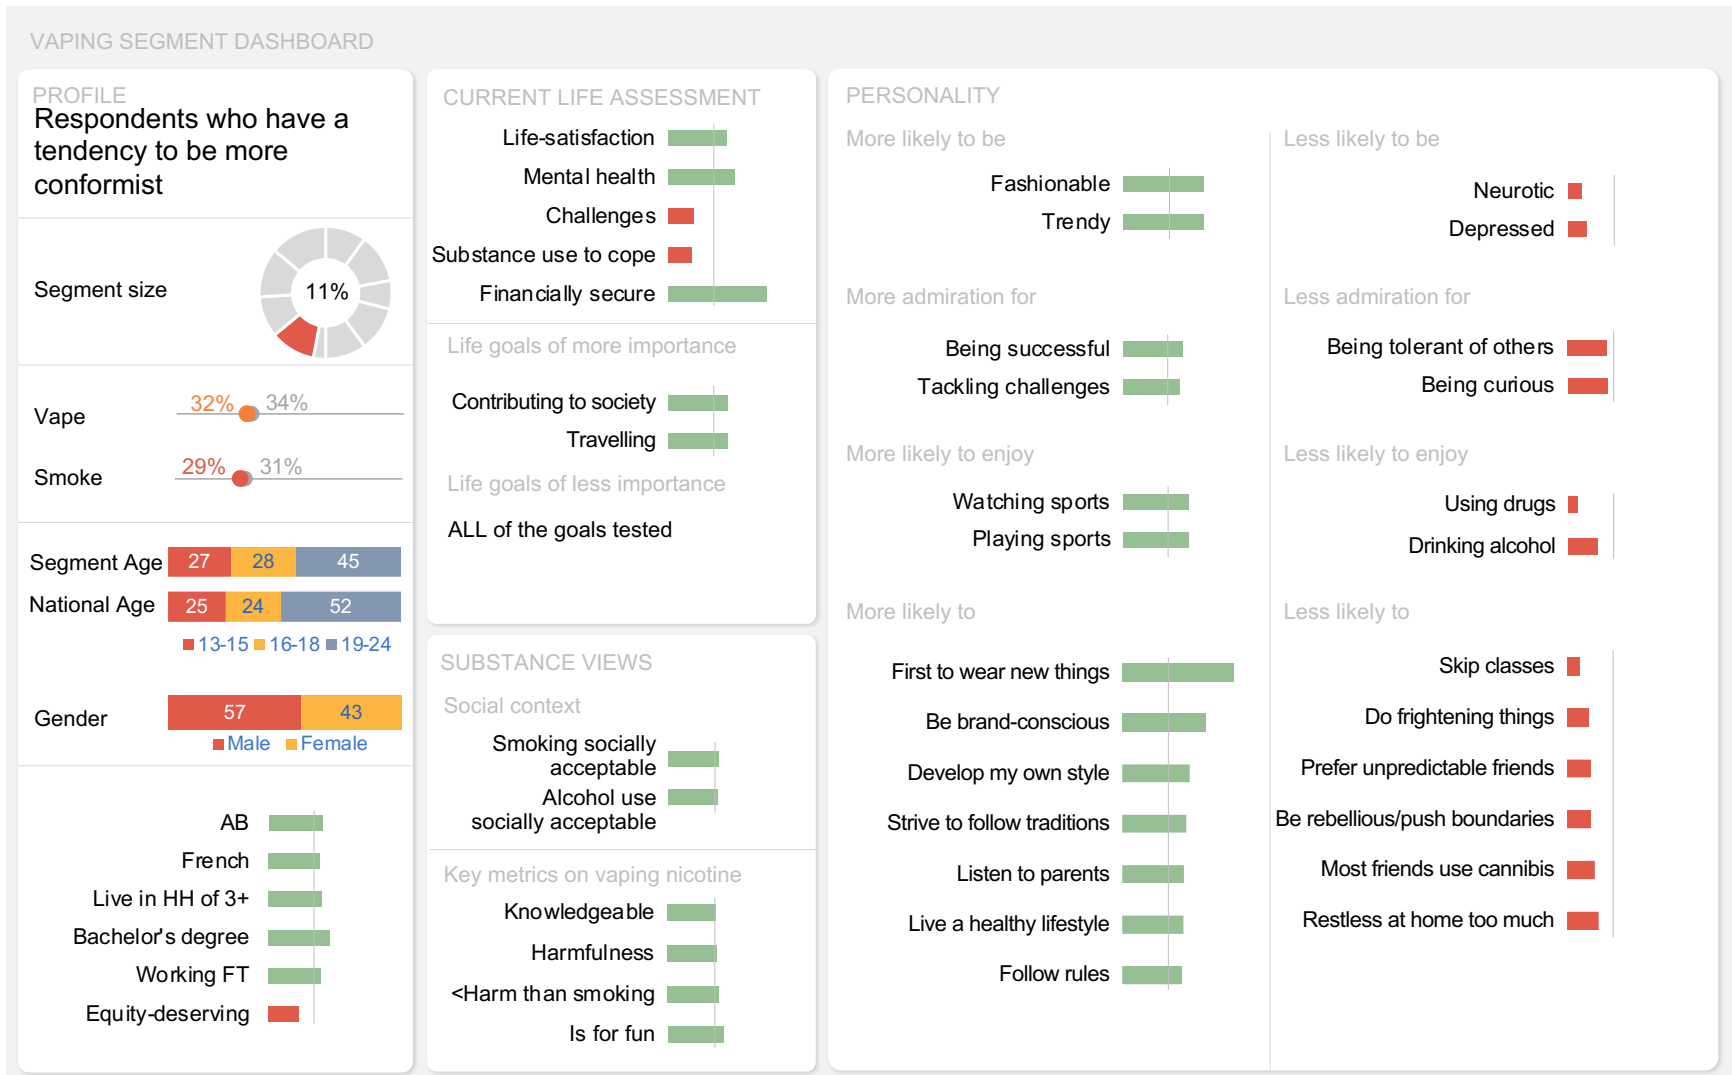 VAPING SEGMENT DASHBOARD
PROFILE
Respondents who have a
tendency to be more
conformist
Segment size
11%
Vape
32%
34%
Smoke
29%
31%
Segment Age
27
28
45
National Age
25
24
52
13-15
16-18
19-24
Gender
57
43
Male
Female
AB
French
Live in HH of 3+
Bachelor's degree
Working FT
Equity-deserving
CURRENT LIFE ASSESSMENT
Life-satisfaction
Mental health
Challenges
Substance use to cope
Financially secure
Life goals of more importance
Contributing to society
Travelling
Life goals of less importance
ALL of the goals tested
SUBSTANCE VIEWS
Social context
Smoking socially
acceptable
Alcohol use
socially acceptable
Key metrics on vaping nicotine
Knowledgeable
Harmfulness
<Harm than smoking
Is for fun
PERSONALITY
More likely to be
Fashionable
Trendy
More admiration for
Being successful
Tackling challenges
More likely to enjoy
Watching sports
Playing sports
More likely to
First to wear new things
Be brand-conscious
Develop my own style
Strive to follow traditions
Listen to parents
Live a healthy lifestyle
Follow rules
Less likely to be
Neurotic
Depressed
Less admiration for
Being tolerant of others
Being curious
Less likely to enjoy
Using drugs
Drinking alcohol
Less likely to
Skip classes
Do frightening things
Prefer unpredictable friends
Be rebellious/push boundaries
Most friends use cannibis
Restless at home too much